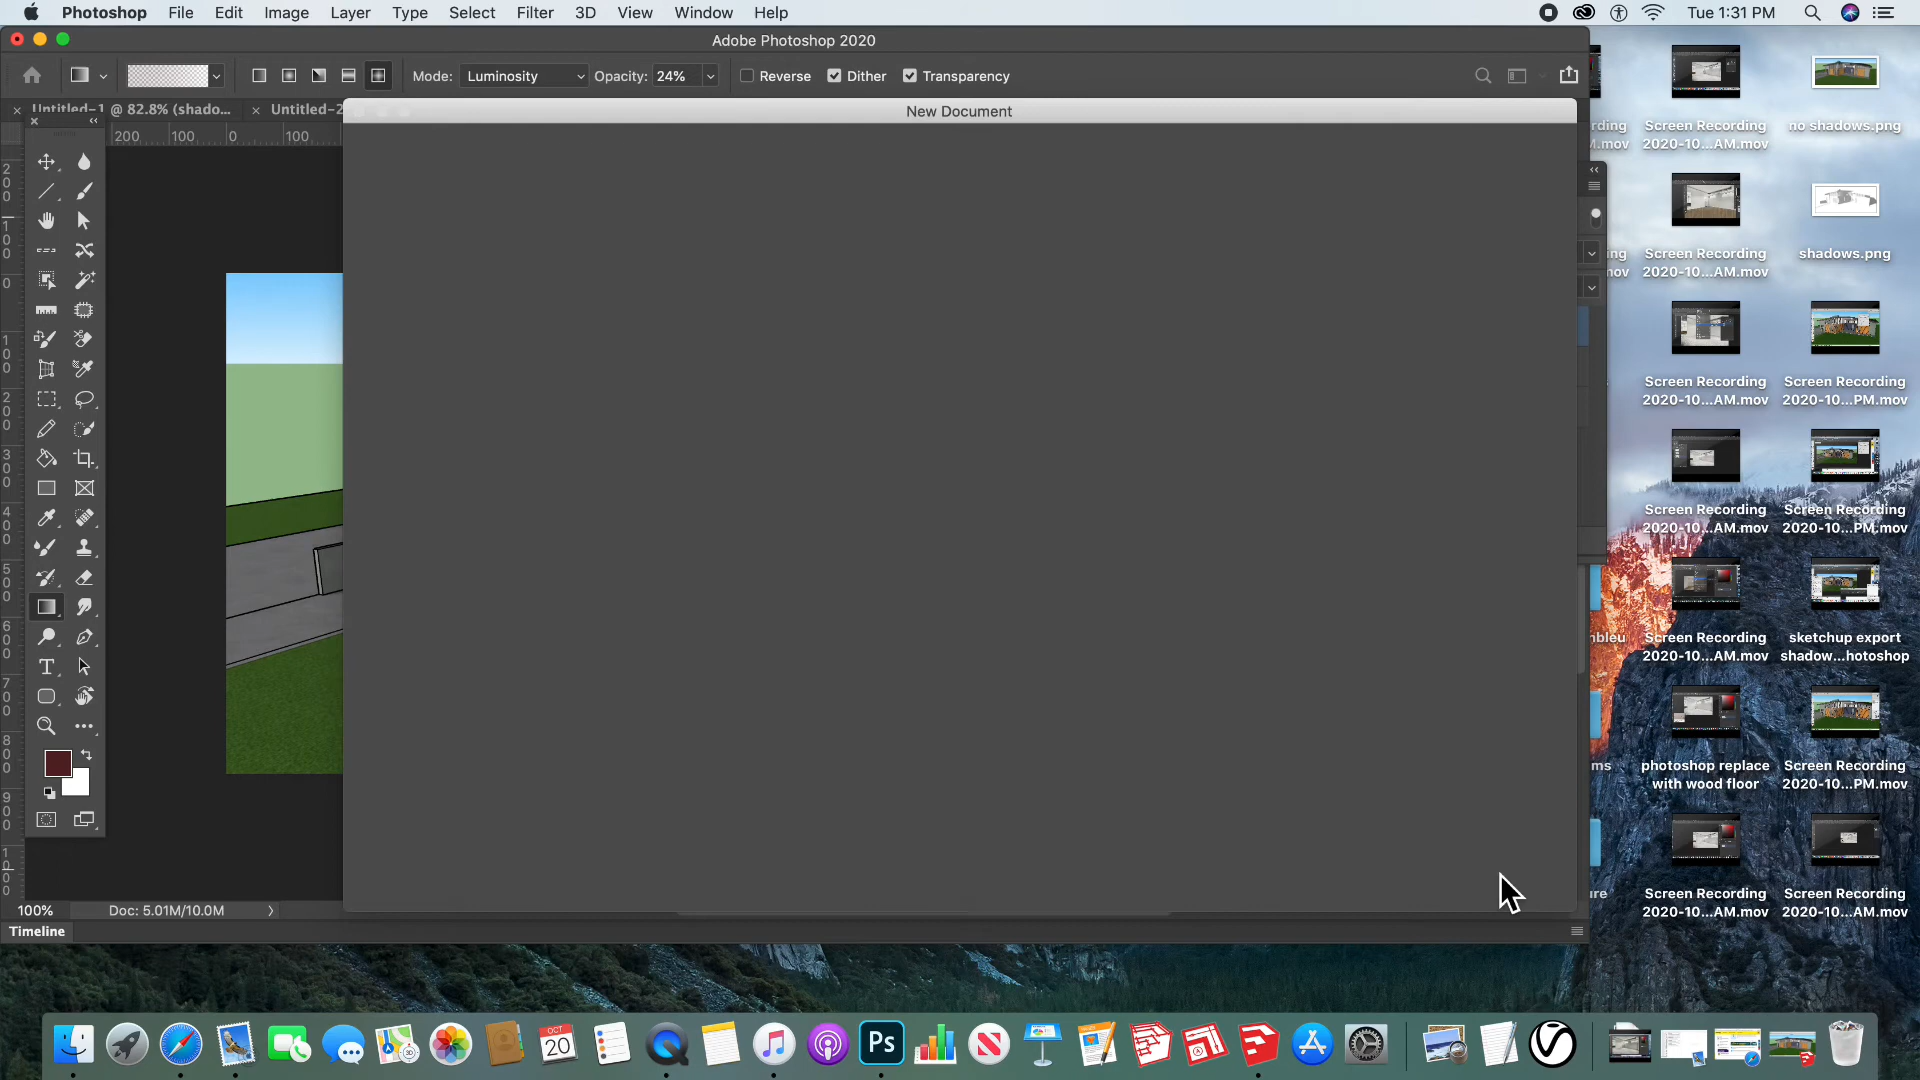 Photoshop File Edit Image Layer Type Select Filter 3D View Window Help Tue 1:31 PM
Adobe Photoshop 2020
Mode: Luminosity Opacity: 24% Reverse Dither Transparency
Untitled-1 @ 82.8% (shado... Untitled-2
New Document
200 100 0 100
100% Doc: 5.01M/10.0M
Timeline
Screen Recording
2020-10...AM.mov
no shadows.png
Screen Recording
2020-10...AM.mov
shadows.png
Screen Recording
2020-10...AM.mov
Screen Recording
2020-10...PM.mov
Screen Recording
2020-10...AM.mov
Screen Recording
2020-10...PM.mov
Screen Recording
2020-10...AM.mov
sketchup export
shadow...hotoshop
photoshop replace
with wood floor
Screen Recording
2020-10...PM.mov
Screen Recording
2020-10...AM.mov
Screen Recording
2020-10...AM.mov
OCT
20
Ps